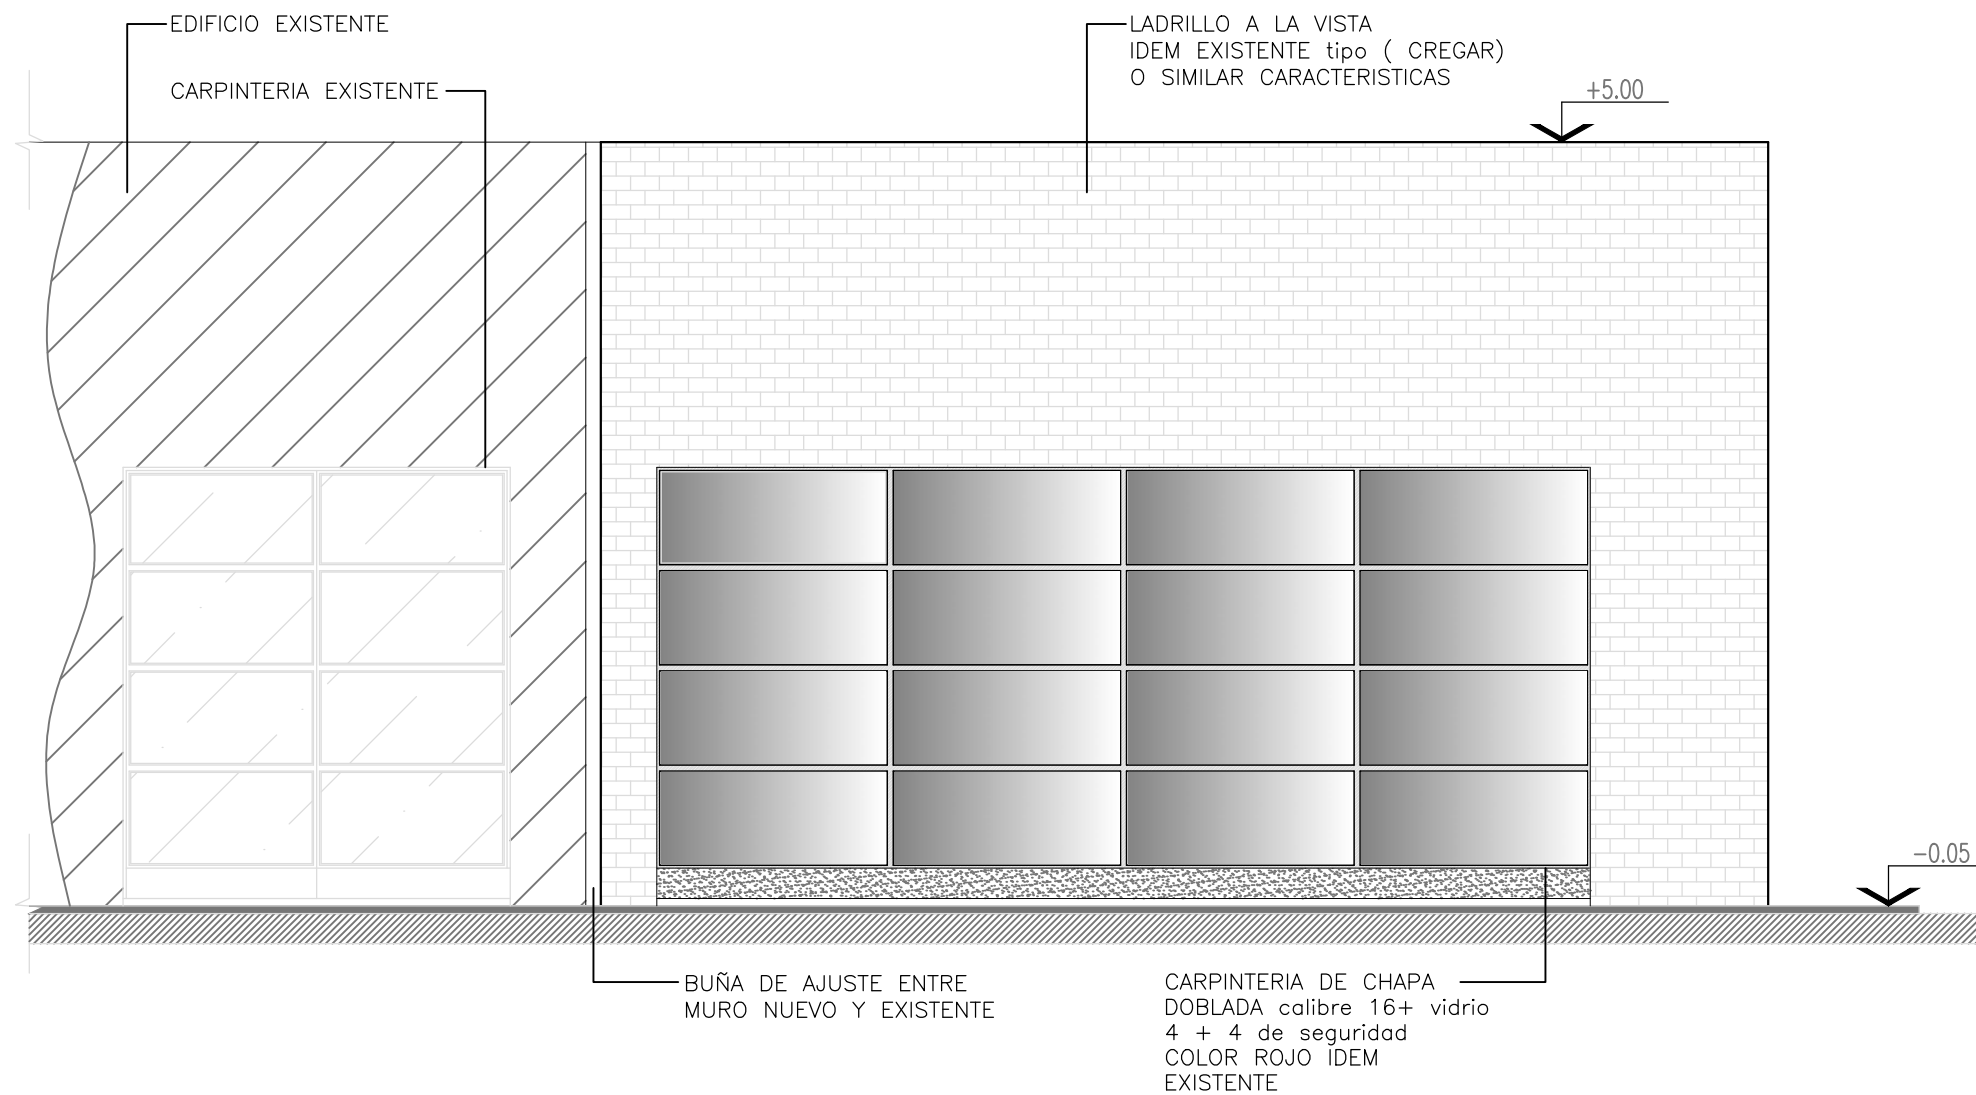 EDIFICIO EXISTENTE
CARPINTERIA EXISTENTE
LADRILLO A LA VISTA
IDEM EXISTENTE tipo ( CREGAR)
O SIMILAR CARACTERISTICAS
+5.00
-0.05
BUÑA DE AJUSTE ENTRE
MURO NUEVO Y EXISTENTE
CARPINTERIA DE CHAPA
DOBLADA calibre 16+ vidrio
4 + 4 de seguridad
COLOR ROJO IDEM
EXISTENTE